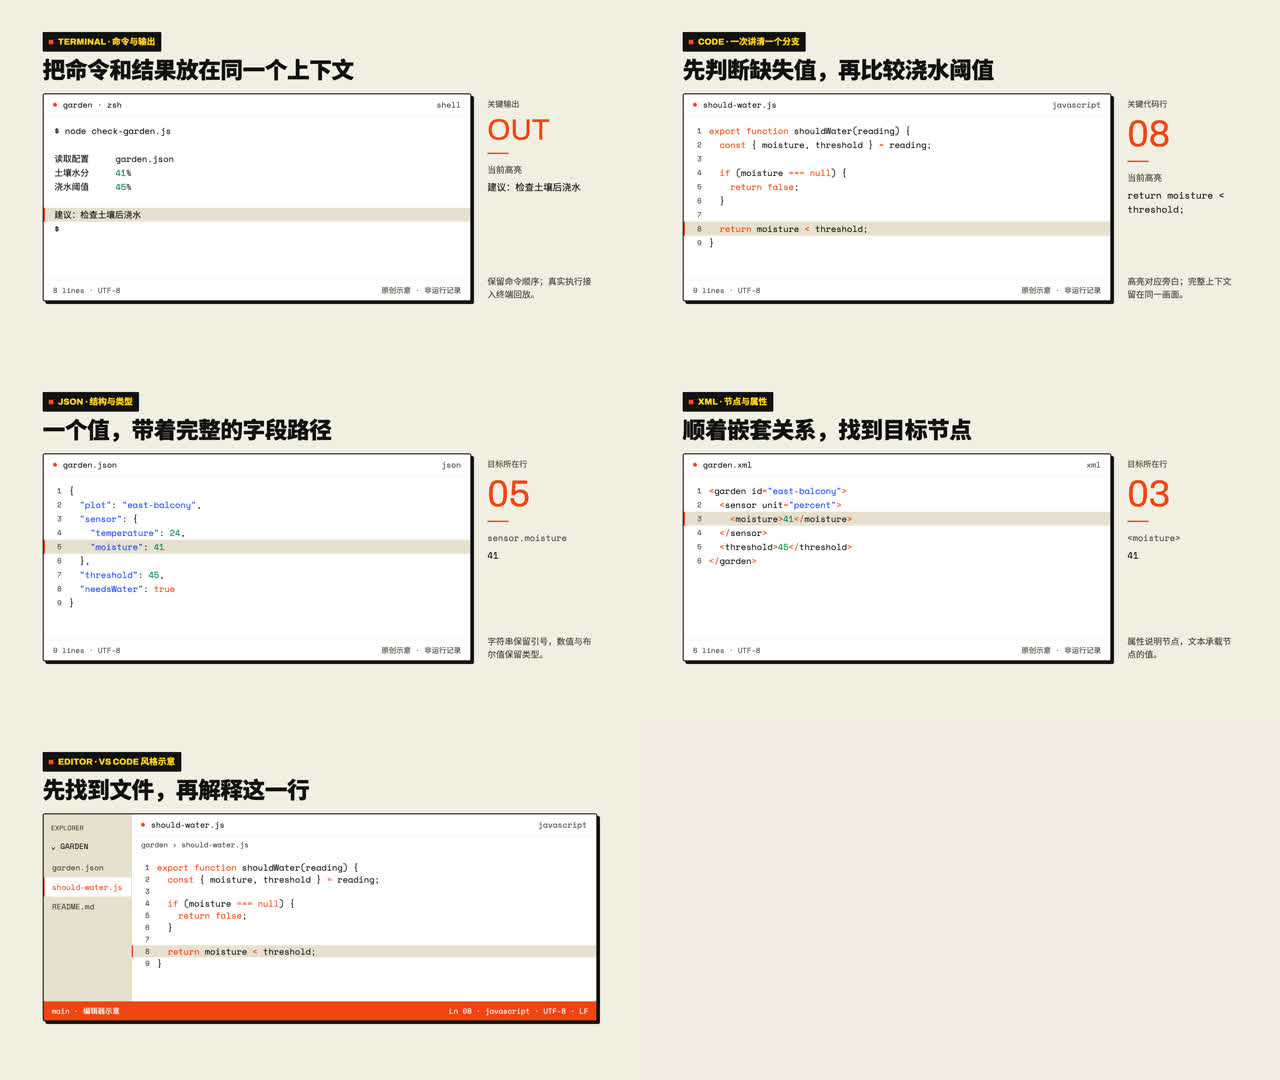 TERMINAL · 命令与输出
把命令和结果放在同一个上下文
garden · zsh
shell
$ node check-garden.js
读取配置 garden.json
土壤水分 41%
浇水阈值 45%
建议：检查土壤后浇水
$
8 lines · UTF-8
原创示意 · 非运行记录
关键输出
OUT
当前高亮
建议：检查土壤后浇水
保留命令顺序；真实执行接
入终端回放。
CODE · 一次讲清一个分支
先判断缺失值，再比较浇水阈值
should-water.js
javascript
1 export function shouldWater(reading) {
2 const { moisture, threshold } = reading;
3
4 if (moisture === null) {
5 return false;
6 }
7
8 return moisture < threshold;
9 }
9 lines · UTF-8
原创示意 · 非运行记录
关键代码行
08
当前高亮
return moisture <
threshold;
高亮对应旁白；完整上下文
留在同一画面。
JSON · 结构与类型
一个值，带着完整的字段路径
garden.json
json
1 {
2 "plot": "east-balcony",
3 "sensor": {
4 "temperature": 24,
5 "moisture": 41
6 },
7 "threshold": 45,
8 "needsWater": true
9 }
9 lines · UTF-8
原创示意 · 非运行记录
目标所在行
05
sensor.moisture
41
字符串保留引号，数值与布
尔值保留类型。
XML · 节点与属性
顺着嵌套关系，找到目标节点
garden.xml
xml
1 <garden id="east-balcony">
2 <sensor unit="percent">
3 <moisture>41</moisture>
4 </sensor>
5 <threshold>45</threshold>
6 </garden>
6 lines · UTF-8
原创示意 · 非运行记录
目标所在行
03
<moisture>
41
属性说明节点，文本承载节
点的值。
EDITOR · VS CODE 风格示意
先找到文件，再解释这一行
EXPLORER
⌄ GARDEN
garden.json
should-water.js
README.md
should-water.js
javascript
garden › should-water.js
1 export function shouldWater(reading) {
2 const { moisture, threshold } = reading;
3
4 if (moisture === null) {
5 return false;
6 }
7
8 return moisture < threshold;
9 }
main · 编辑器示意
Ln 08 · javascript · UTF-8 · LF